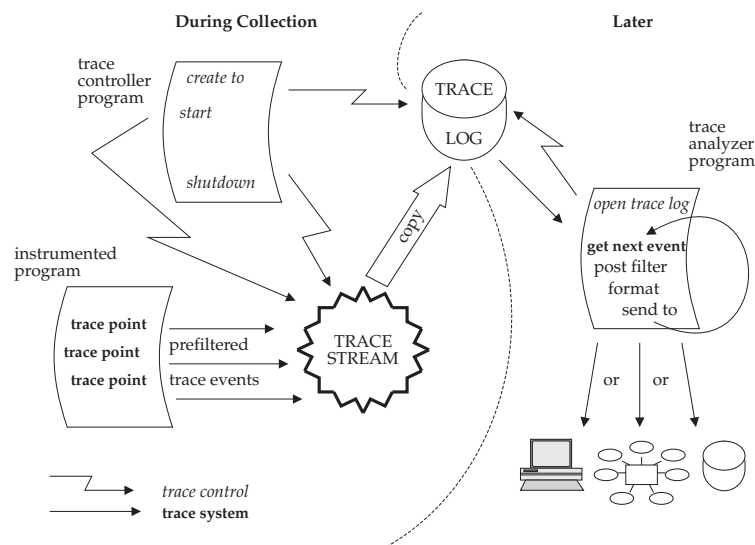 During Collection
Later
trace
controller
program
create to
start
shutdown
TRACE
LOG
trace
analyzer
program
open trace log
get next event
post filter
format
send to
copy
instrumented
program
trace point
trace point
trace point
prefiltered
trace events
TRACE
STREAM
or
or
trace control
trace system